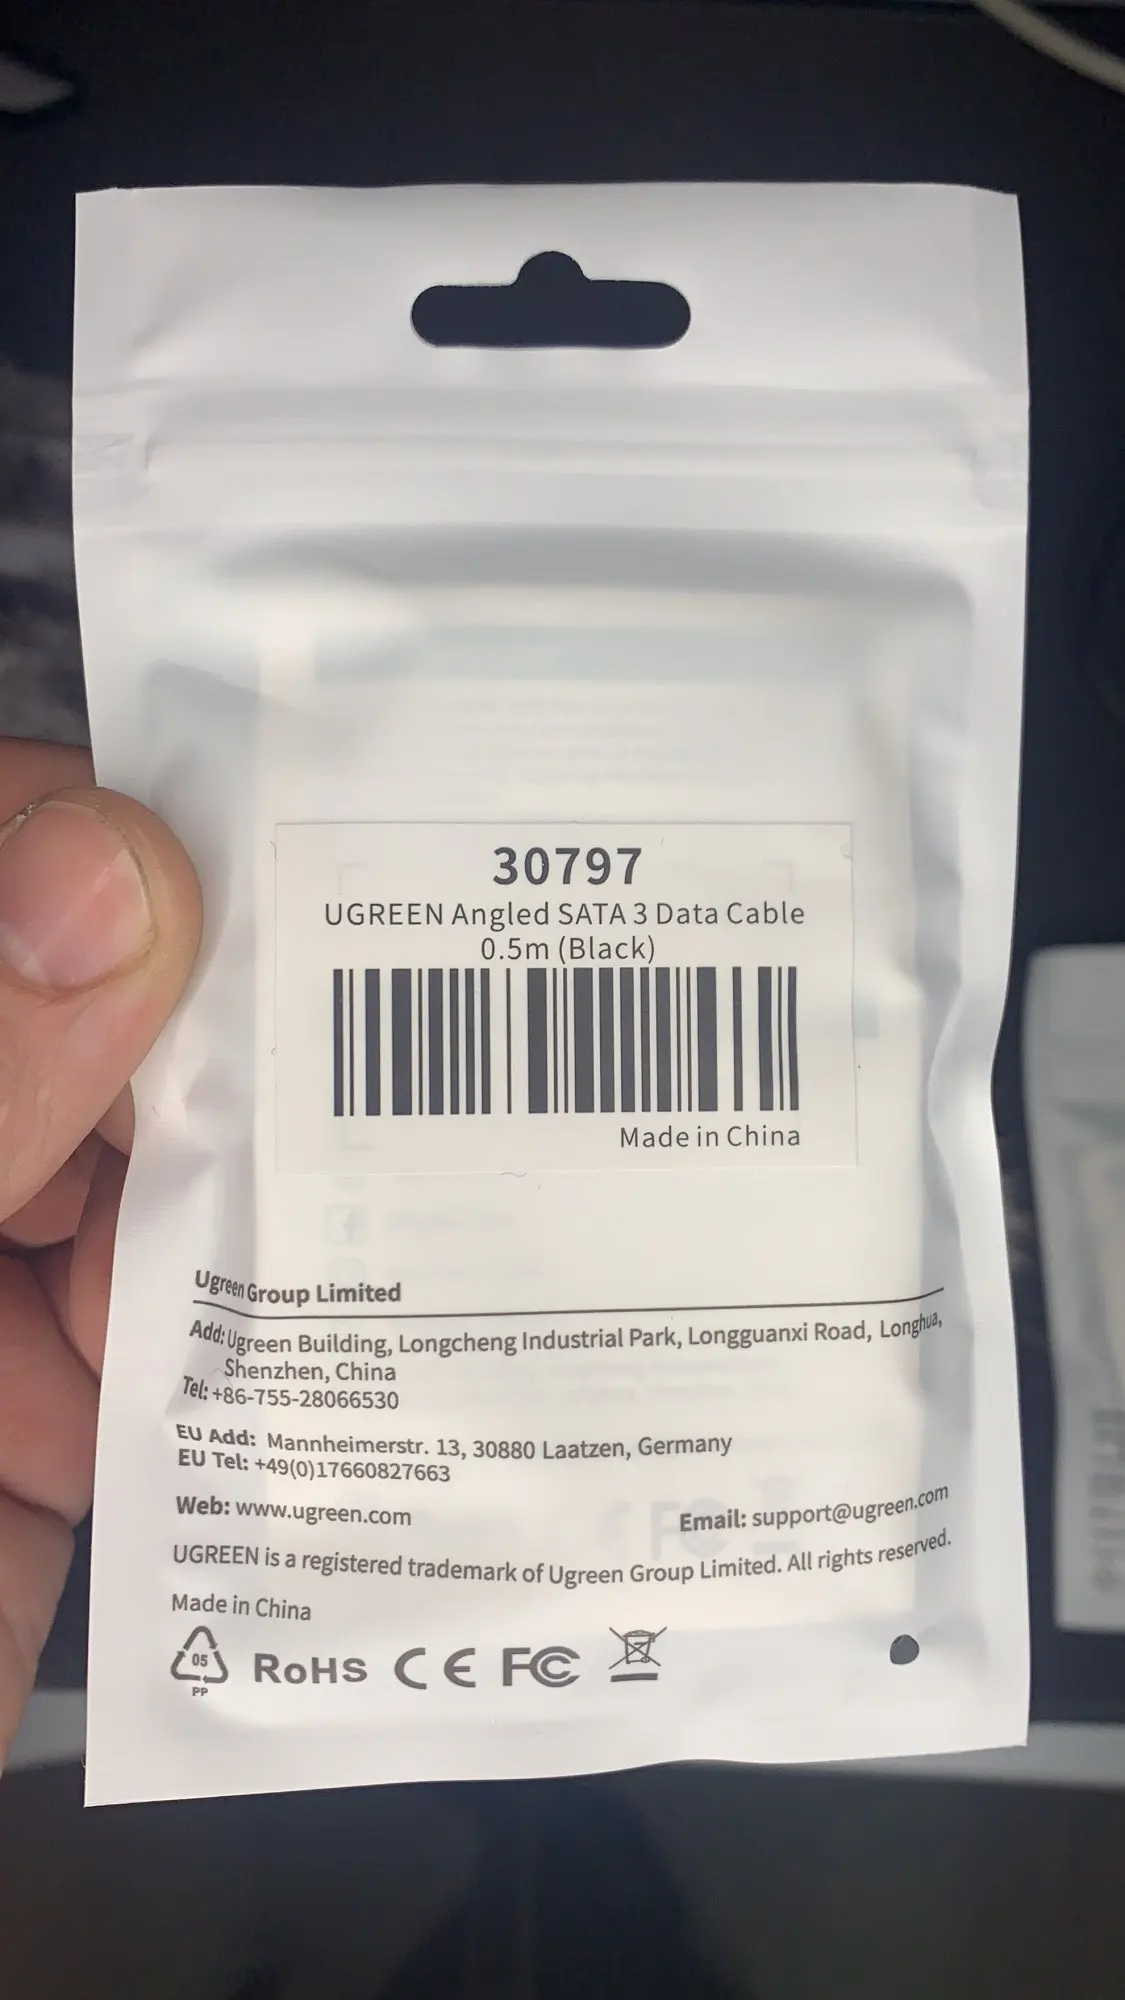 30797
UGREEN Angled SATA 3 Data Cable
0.5m (Black)
Made in China
Ugreen Group Limited
Add: Ugreen Building, Longcheng Industrial Park, Longguanxi Road, Longhua,
Shenzhen, China
Tel: +86-755-28066530
EU Add: Mannheimerstr. 13, 30880 Laatzen, Germany
EU Tel: +49(0)17660827663
Web: www.ugreen.com Email: support@ugreen.com
UGREEN is a registered trademark of Ugreen Group Limited. All rights reserved.
Made in China
05 RoHS CE FC
PP